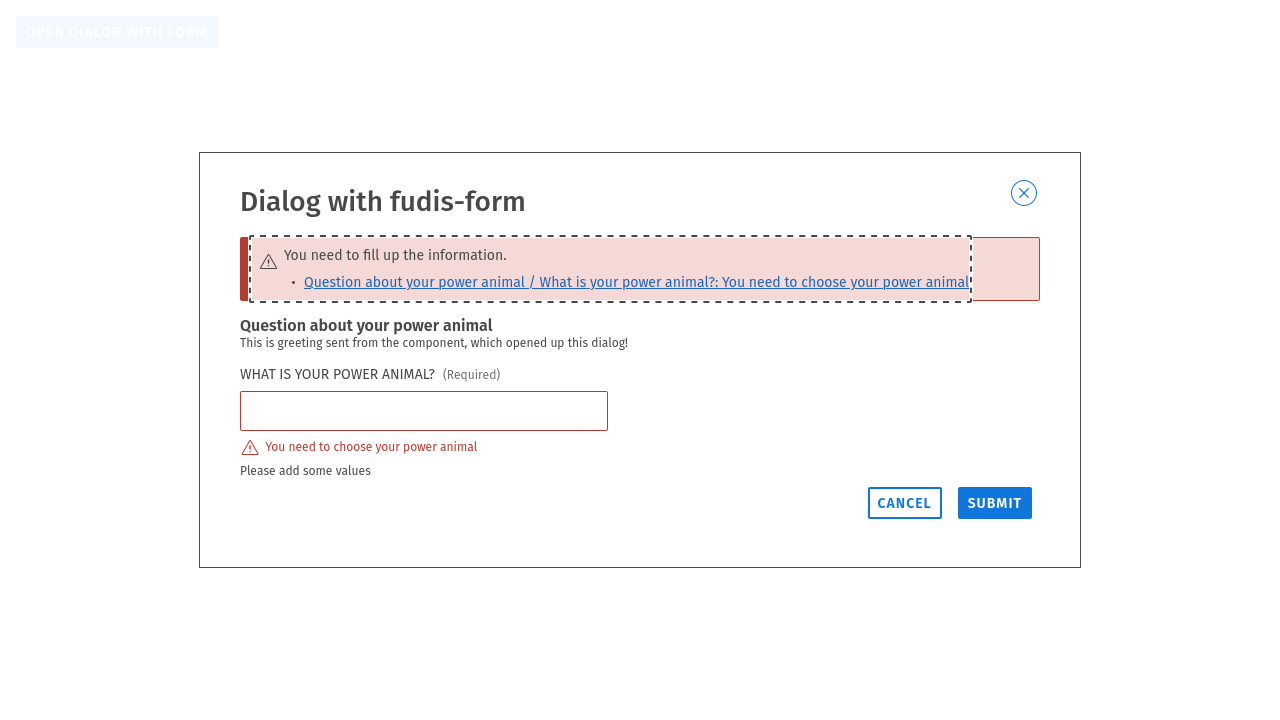 OPEN DIALOG WITH FORM
Dialog with fudis-form
You need to fill up the information.
• Question about your power animal / What is your power animal?: You need to choose your power animal
Question about your power animal
This is greeting sent from the component, which opened up this dialog!
WHAT IS YOUR POWER ANIMAL? (Required)
You need to choose your power animal
Please add some values
CANCEL SUBMIT